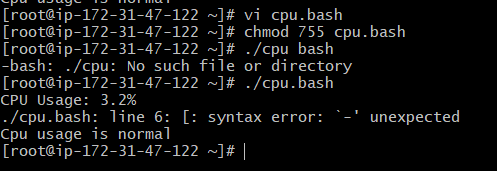 Cpu usage is normal
[root@ip-172-31-47-122 ~]# vi cpu.bash
[root@ip-172-31-47-122 ~]# chmod 755 cpu.bash
[root@ip-172-31-47-122 ~]# ./cpu bash
-bash: ./cpu: No such file or directory
[root@ip-172-31-47-122 ~]# ./cpu.bash
CPU Usage: 3.2%
./cpu.bash: line 6: [: syntax error: `-' unexpected
Cpu usage is normal
[root@ip-172-31-47-122 ~]#